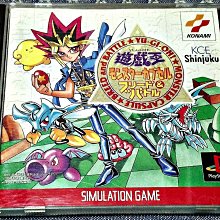 KONAMI
KCE
Shinjuku
YU-GI-OH! MONSTER CAPSULE BREED AND BATTLE
遊戯王
モンスターカプセル
ブリード&バトル
SIMULATION GAME